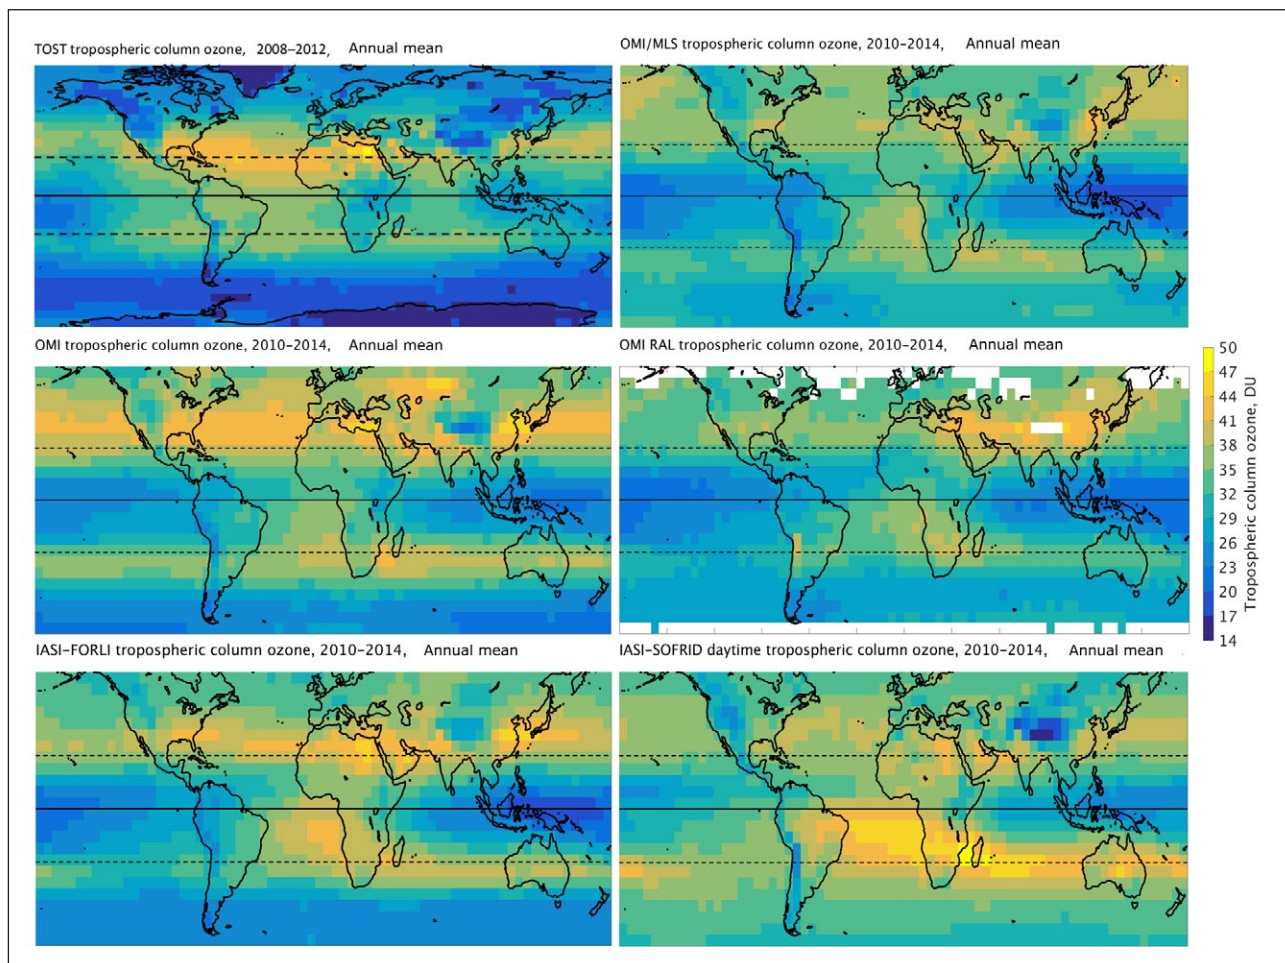 TOST tropospheric column ozone, 2008–2012, Annual mean
OMI/MLS tropospheric column ozone, 2010–2014, Annual mean
OMI tropospheric column ozone, 2010–2014, Annual mean
OMI RAL tropospheric column ozone, 2010–2014, Annual mean
IASI–FORLI tropospheric column ozone, 2010–2014, Annual mean
IASI–SOFRID daytime tropospheric column ozone, 2010–2014, Annual mean
50
47
44
41
38
35
32
29
26
23
20
17
14
Tropospheric column ozone, DU